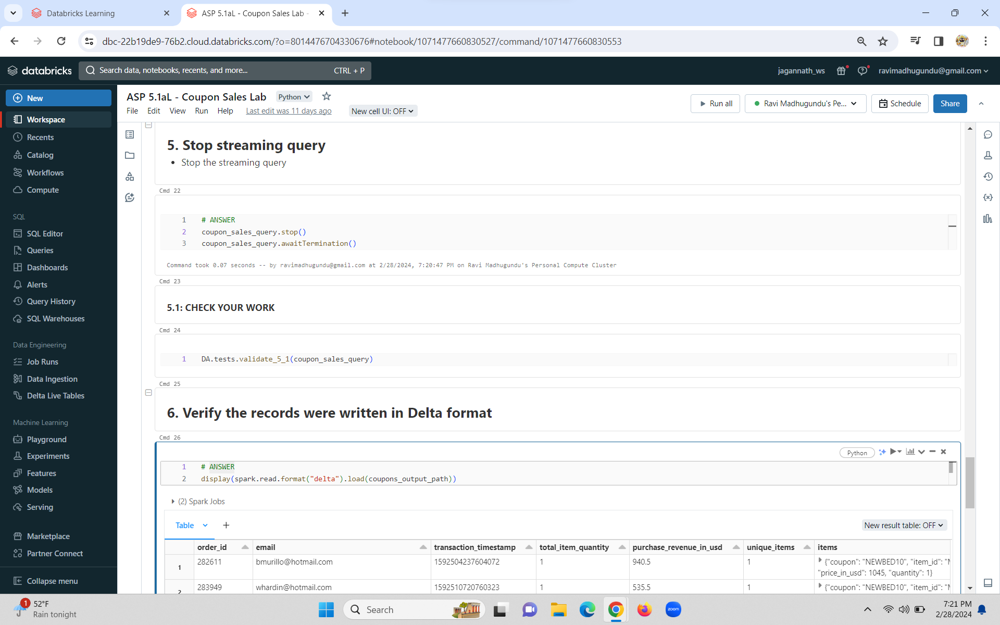 Databricks Learning
ASP 5.1aL - Coupon Sales Lab -
dbc-22b19de9-76b2.cloud.databricks.com/?o=8014476704330676#notebook/1071477660830527/command/1071477660830553
databricks
Search data, notebooks, recents, and more...
CTRL + P
jagannath_ws
ravimadhugundu@gmail.com
New
Workspace
Recents
Catalog
Workflows
Compute
SQL
SQL Editor
Queries
Dashboards
Alerts
Query History
SQL Warehouses
Data Engineering
Job Runs
Data Ingestion
Delta Live Tables
Machine Learning
Playground
Experiments
Features
Models
Serving
Marketplace
Partner Connect
Collapse menu
ASP 5.1aL - Coupon Sales Lab
Python
File Edit View Run Help Last edit was 11 days ago New cell UI: OFF
Run all
Ravi Madhugundu's Pe...
Schedule
Share
5. Stop streaming query
• Stop the streaming query
Cmd 22
1 # ANSWER
2 coupon_sales_query.stop()
3 coupon_sales_query.awaitTermination()
Command took 0.07 seconds -- by ravimadhugundu@gmail.com at 2/28/2024, 7:20:47 PM on Ravi Madhugundu's Personal Compute Cluster
Cmd 23
5.1: CHECK YOUR WORK
Cmd 24
1 DA.tests.validate_5_1(coupon_sales_query)
Cmd 25
6. Verify the records were written in Delta format
Cmd 26
Python
1 # ANSWER
2 display(spark.read.format("delta").load(coupons_output_path))
(2) Spark Jobs
Table
New result table: OFF
order_id email transaction_timestamp total_item_quantity purchase_revenue_in_usd unique_items items
1 282611 bmurillo@hotmail.com 1592504237604072 1 940.5 1 {"coupon": "NEWBED10", "item_id": "M
"price_in_usd": 1045, "quantity": 1}
2 283949 whardin@hotmail.com 1592510720760323 1 535.5 1 {"coupon": "NEWBED10", "item_id": "M
1
52°F
Rain tonight
Search
zoom
7:21 PM
2/28/2024